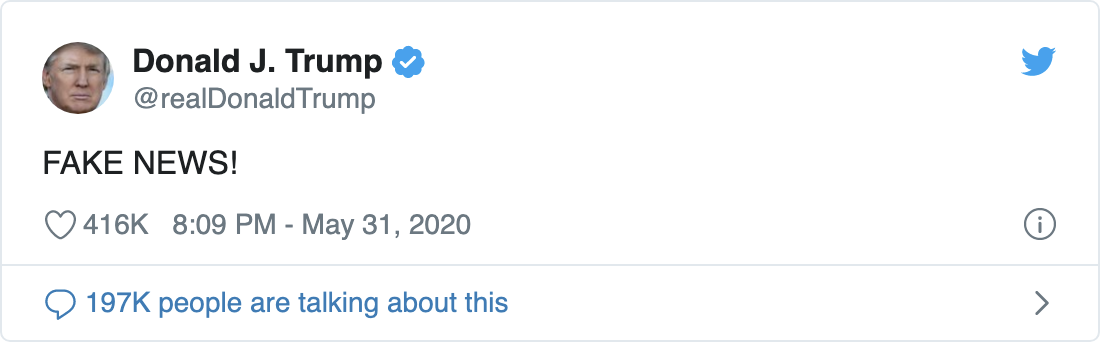 Donald J. Trump
@realDonaldTrump
FAKE NEWS!
416K 8:09 PM - May 31, 2020
197K people are talking about this